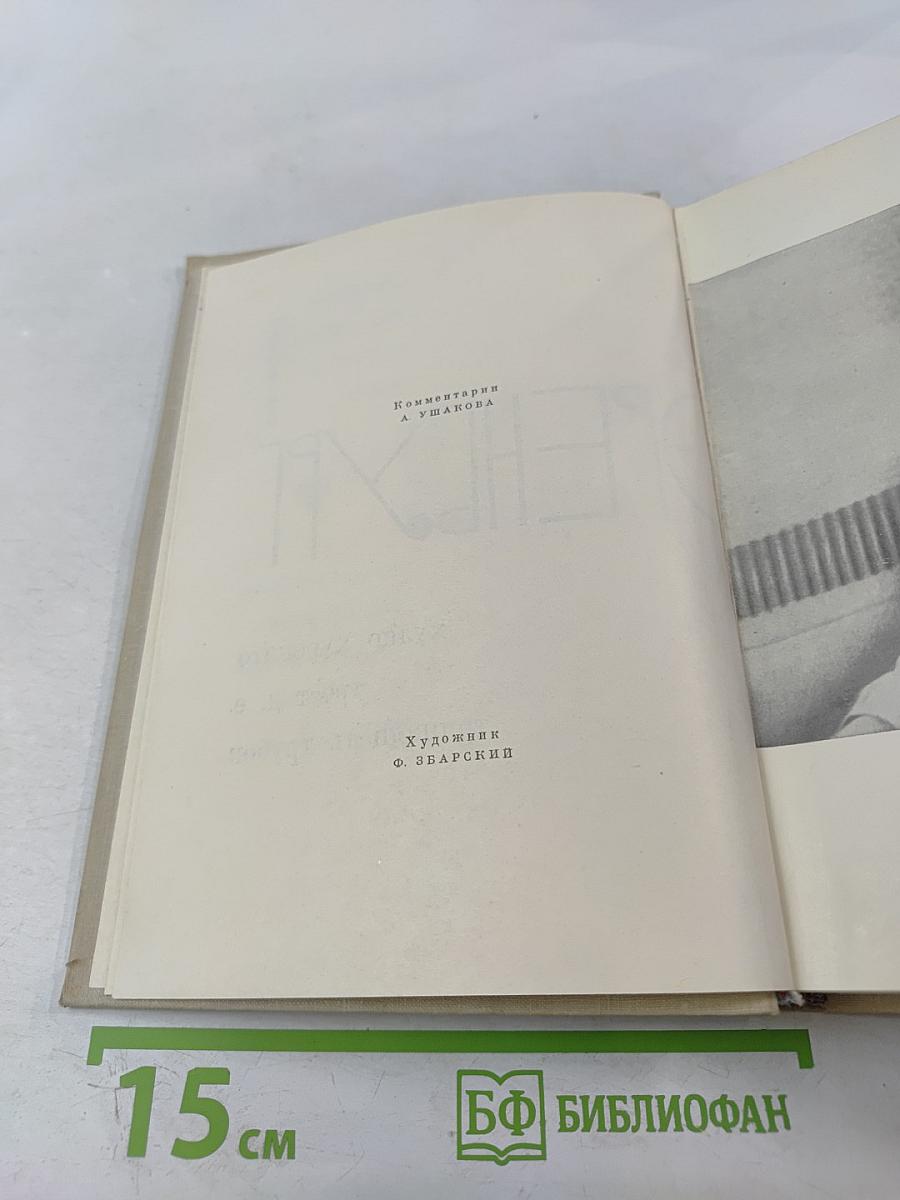 Комментарии
А. УШАКОВА
Художник
Ф. ЗБАРСКИЙ
15 см
БФ БИБЛИОФАН